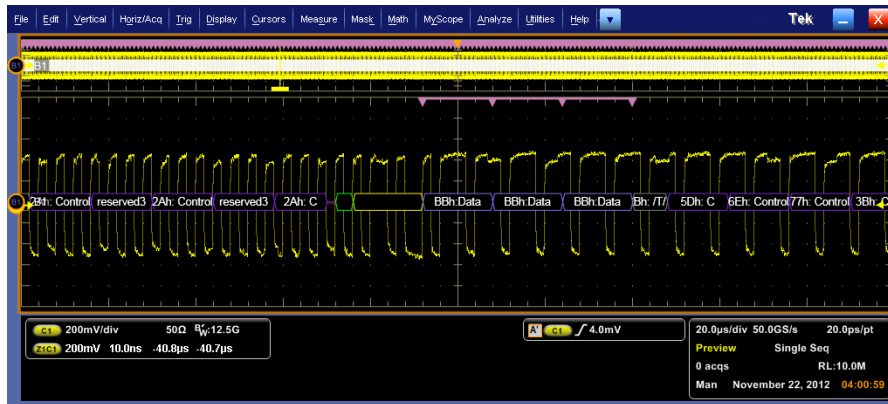 File Edit Vertical Horiz/Acq Trig Display Cursors Measure Mask Math MyScope Analyze Utilities Help Tek X
B1 B1
B1 Control reserved3 2Ah: Control reserved3 2Ah: C BBh:Data BBh:Data BBh:Data Bh: /T/ 5Dh: C 6Eh: Control 77h: Control 3Bh: C
C1 200mV/div 50Ω BW:12.5G
Z1C1 200mV 10.0ns -40.8µs -40.7µs
A' C1 4.0mV
20.0µs/div 50.0GS/s 20.0ps/pt
Preview Single Seq
0 acqs RL:10.0M
Man November 22, 2012 04:00:59